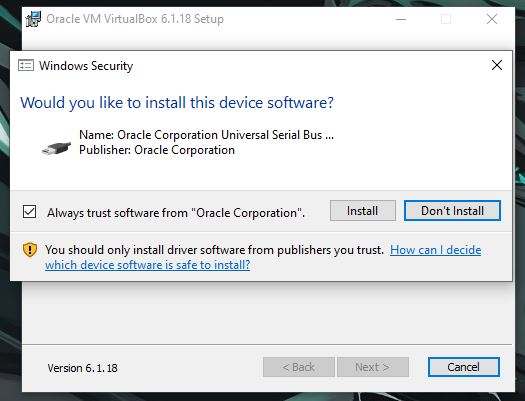 Oracle VM VirtualBox 6.1.18 Setup
Windows Security
Would you like to install this device software?
Name: Oracle Corporation Universal Serial Bus ...
Publisher: Oracle Corporation
Always trust software from "Oracle Corporation".
Install
Don't Install
You should only install driver software from publishers you trust. How can I decide
which device software is safe to install?
Version 6.1.18
< Back
Next >
Cancel